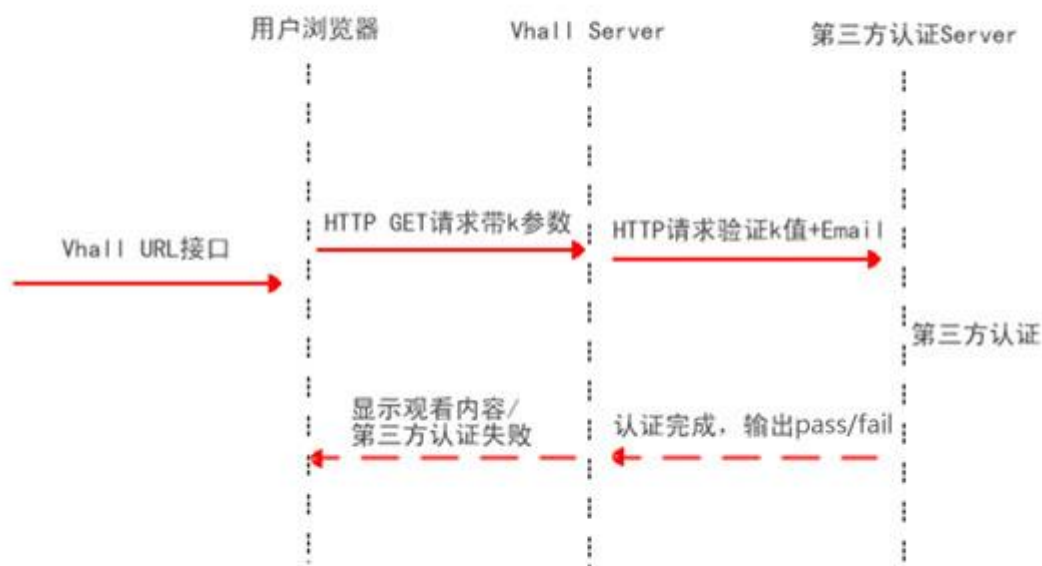 用户浏览器
Vhall Server
第三方认证Server
HTTP GET请求带k参数
HTTP请求验证k值+Email
Vhall URL接口
第三方认证
显示观看内容/
第三方认证失败
认证完成，输出pass/fail